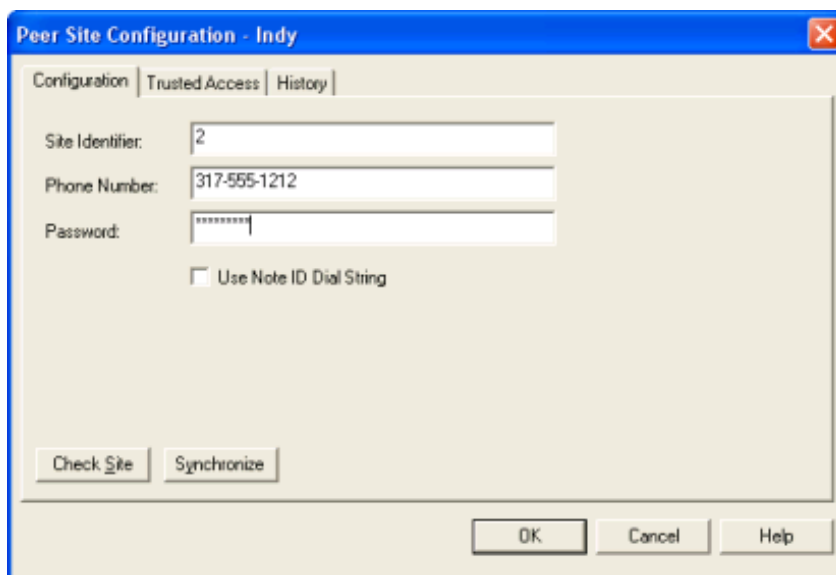 Peer Site Configuration - Indy
Configuration Trusted Access History
Site Identifier: 2
Phone Number: 317-555-1212
Password: *********
Use Note ID Dial String
Check Site Synchronize
OK Cancel Help